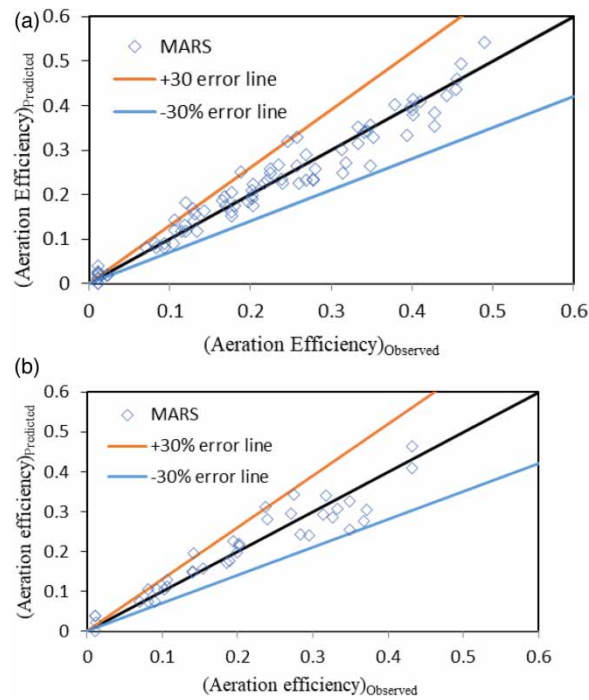 (a)
0.6
0.5
0.4
0.3
0.2
0.1
0
(Aeration Efficiency)Predicted
MARS
+30 error line
-30% error line
0 0.1 0.2 0.3 0.4 0.5 0.6
(Aeration Efficiency)Observed
(b)
0.6
0.5
0.4
0.3
0.2
0.1
0
(Aeration efficiency)Predicted
MARS
+30% error line
-30% error line
0 0.1 0.2 0.3 0.4 0.5 0.6
(Aeration efficiency)Observed